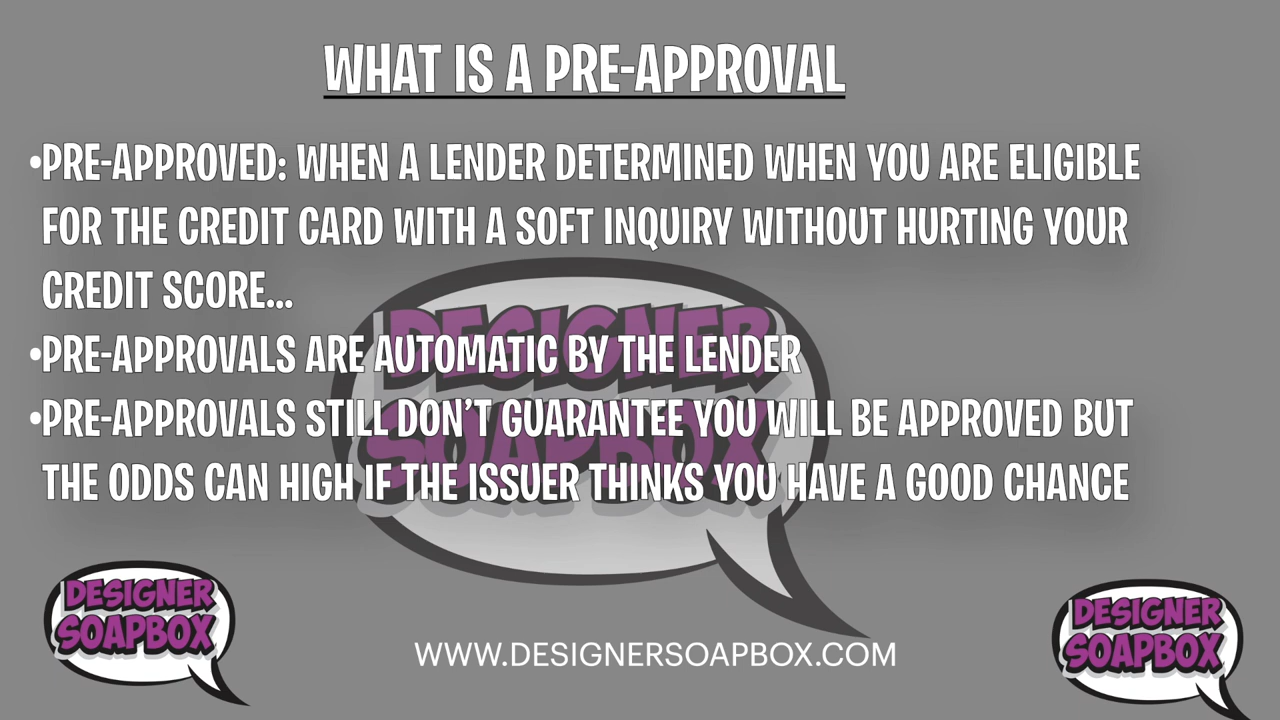 WHAT IS A PRE-APPROVAL
•PRE-APPROVED: WHEN A LENDER DETERMINED WHEN YOU ARE ELIGIBLE
FOR THE CREDIT CARD WITH A SOFT INQUIRY WITHOUT HURTING YOUR
CREDIT SCORE...
•PRE-APPROVALS ARE AUTOMATIC BY THE LENDER
•PRE-APPROVALS STILL DON'T GUARANTEE YOU WILL BE APPROVED BUT
THE ODDS CAN HIGH IF THE ISSUER THINKS YOU HAVE A GOOD CHANCE
DESIGNER
SOAPBOX
DESIGNER
SOAPBOX
WWW.DESIGNERSOAPBOX.COM
DESIGNER
SOAPBOX